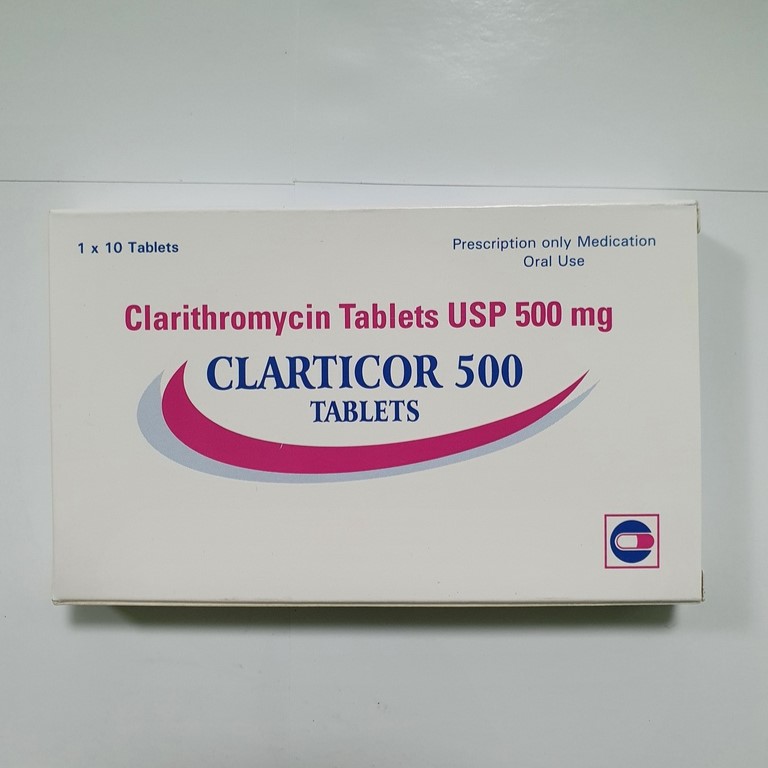 1 x 10 Tablets
Prescription only Medication
Oral Use
Clarithromycin Tablets USP 500 mg
CLARTICOR 500
TABLETS